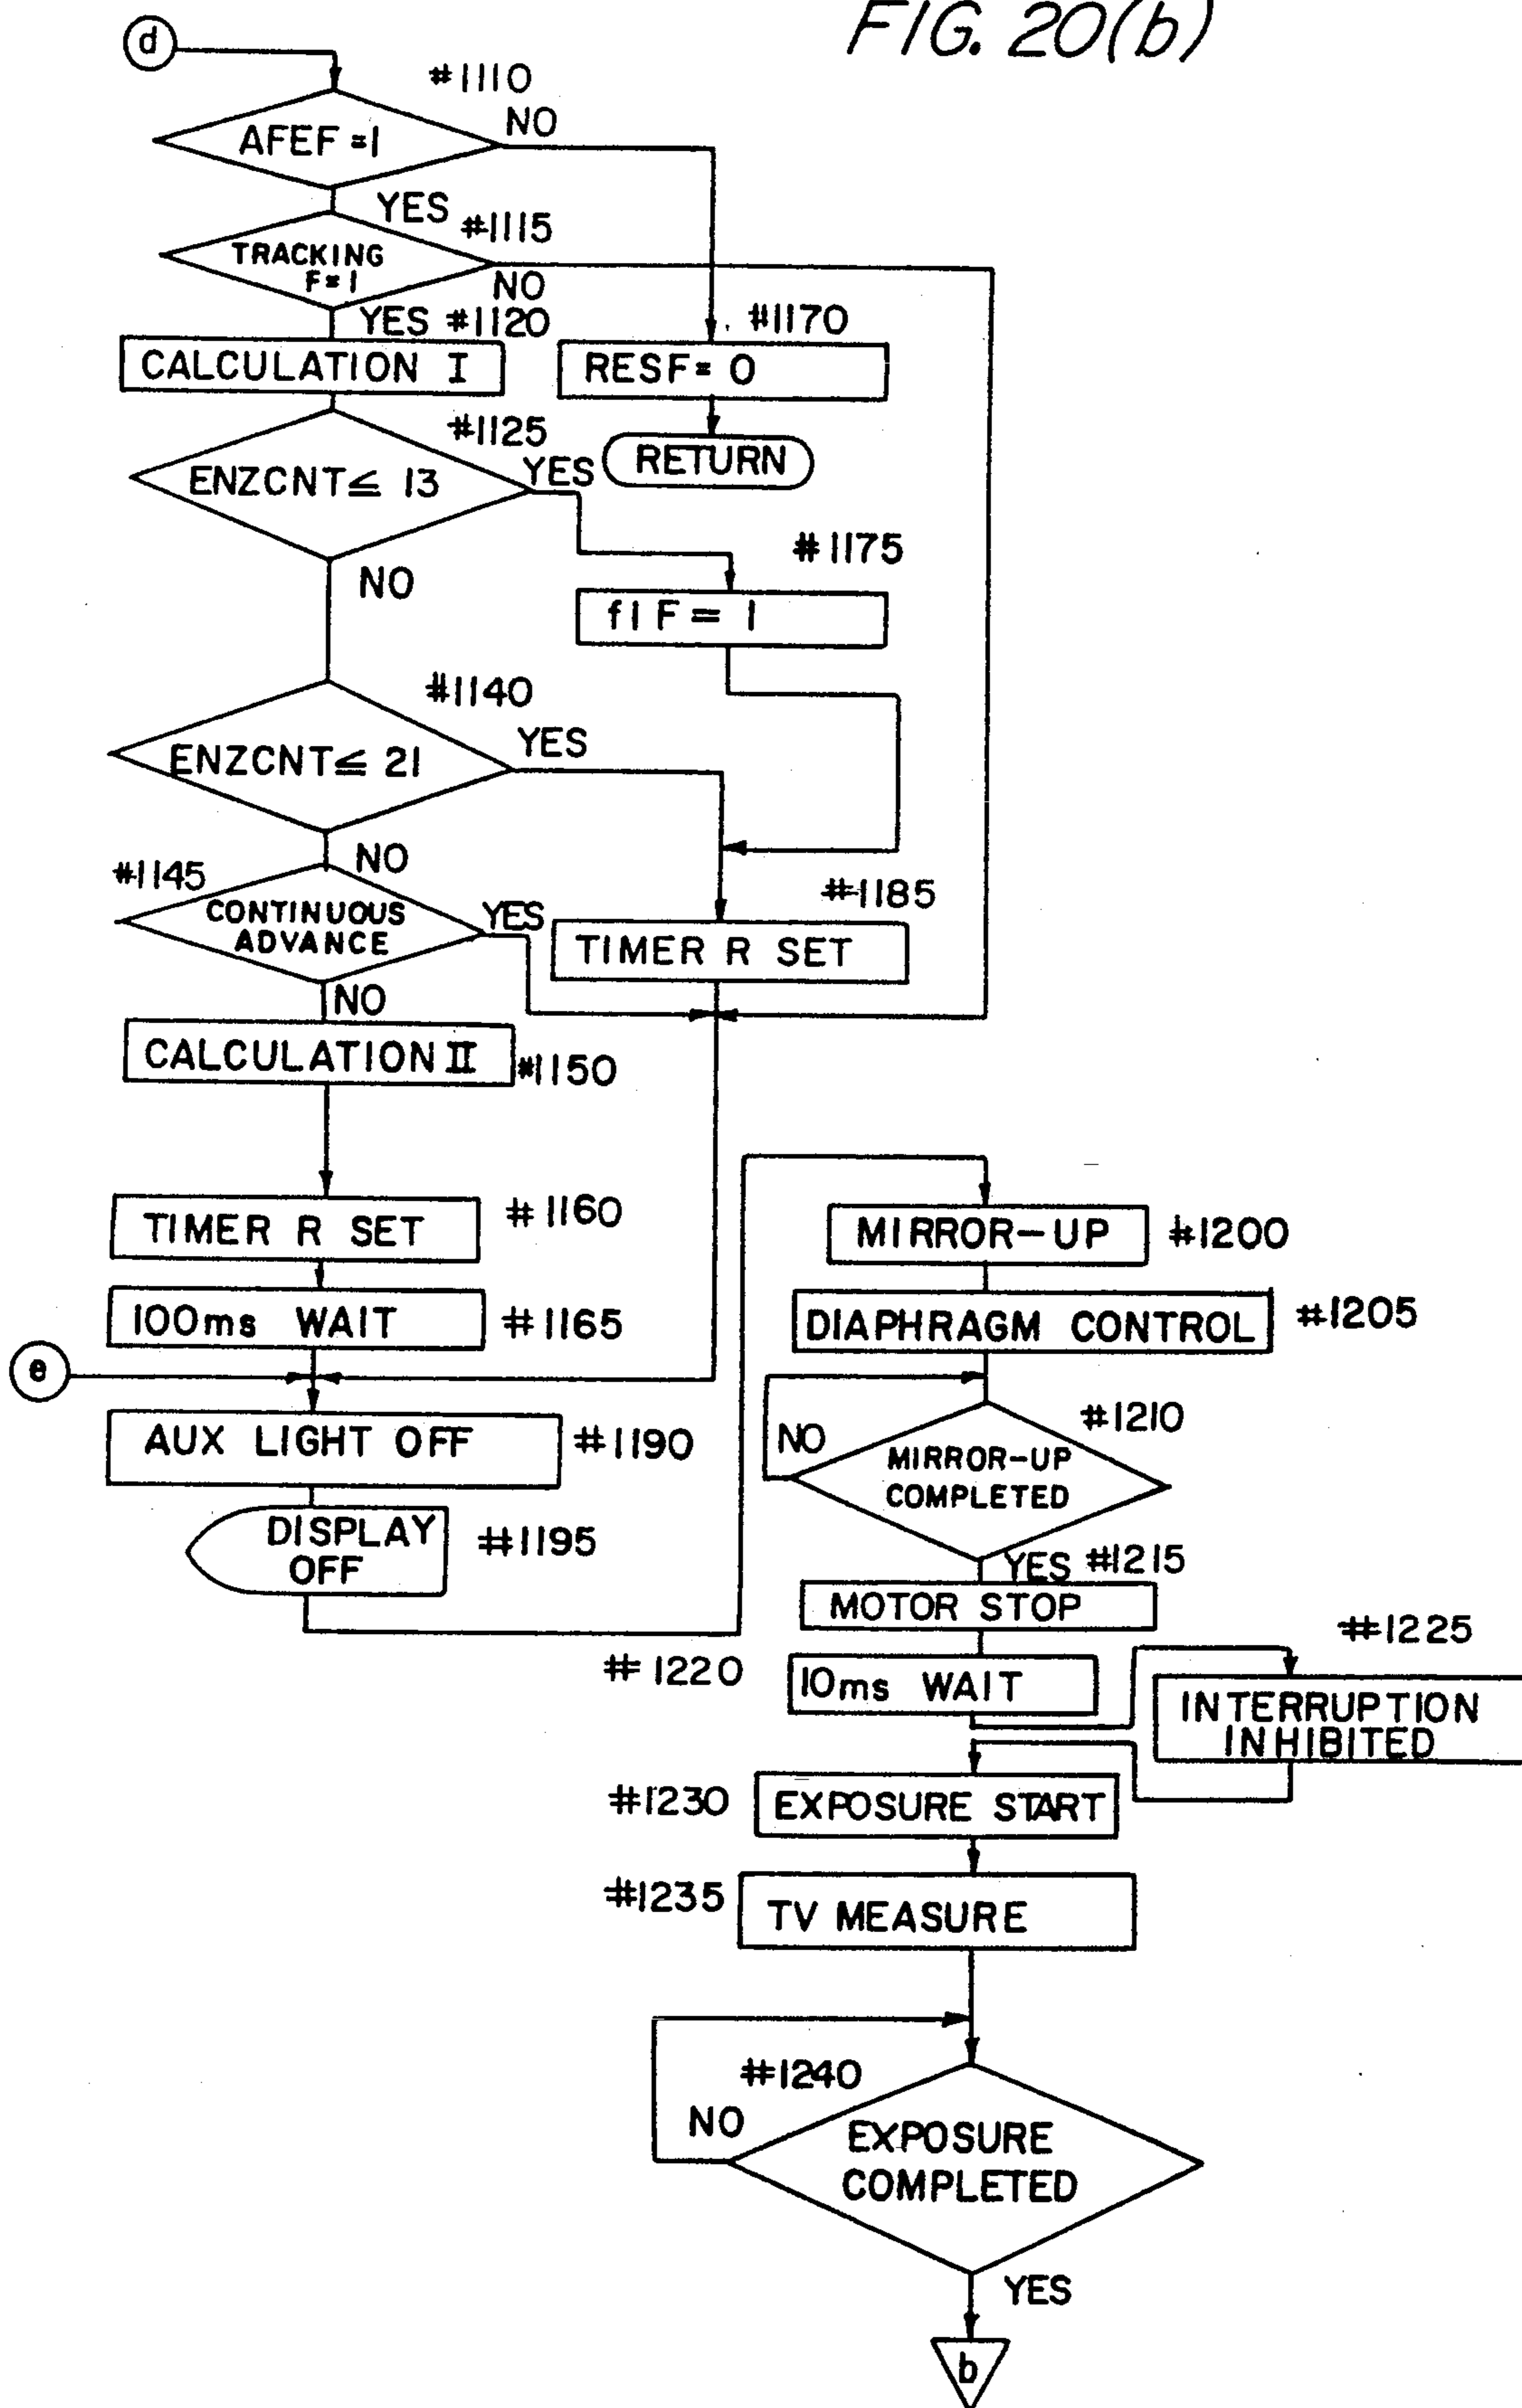 FIG. 20(b)
d
#1110
AFEF=1
NO
YES
#1115
TRACKING
F=1
NO
YES #1120
CALCULATION I
#1170
RESF= 0
RETURN
#1125
ENZCNT≦ 13
YES
NO
#1175
f1F= 1
#1140
ENZCNT≦ 21
YES
NO
#1145
CONTINUOUS
ADVANCE
YES
NO
#1185
TIMER R SET
CALCULATION II
#1150
TIMER R SET
#1160
100ms WAIT
#1165
e
AUX LIGHT OFF
#1190
DISPLAY
OFF
#1195
MIRROR-UP
#1200
DIAPHRAGM CONTROL
#1205
#1210
NO
MIRROR-UP
COMPLETED
YES #1215
MOTOR STOP
#1220
10ms WAIT
#1225
INTERRUPTION
INHIBITED
#1230
EXPOSURE START
#1235
TV MEASURE
#1240
NO
EXPOSURE
COMPLETED
YES
b